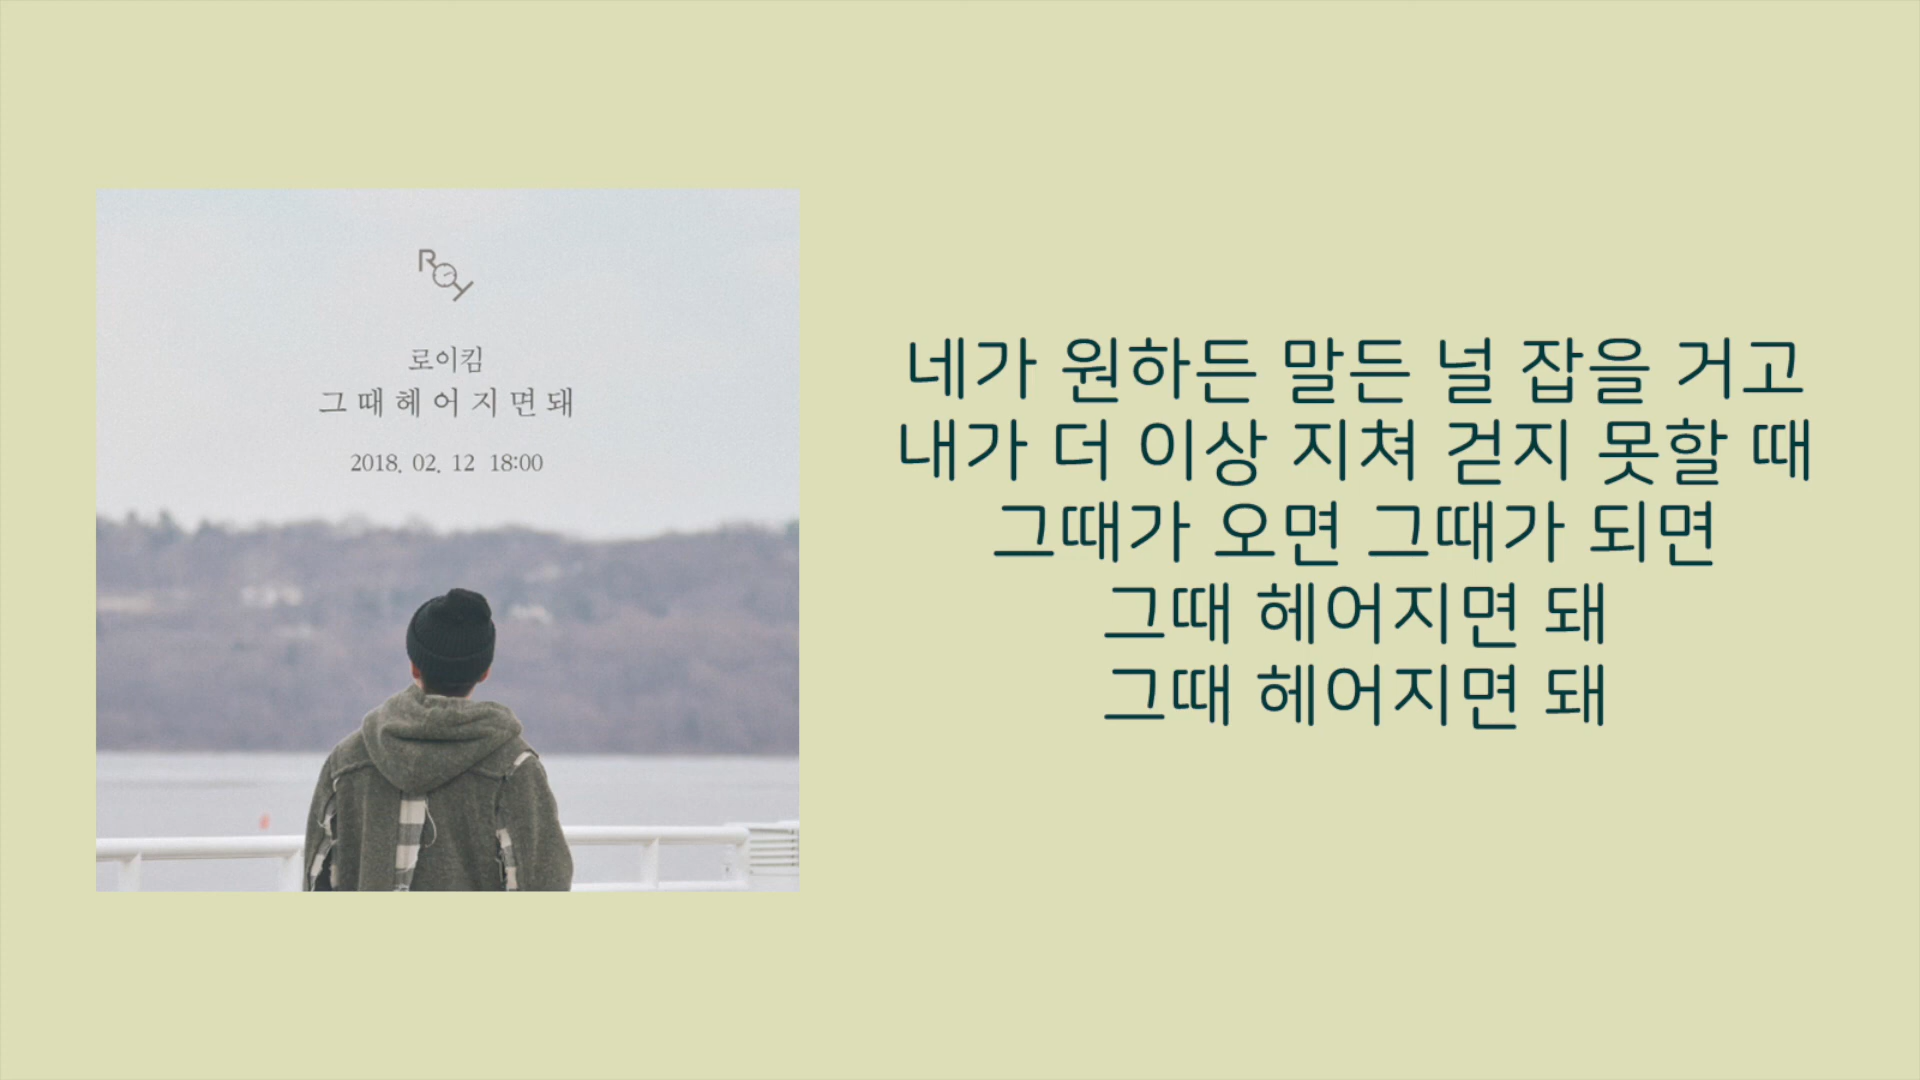 ROY
로이킴
그때헤어지면돼
2018. 02. 12 18:00
네가 원하든 말든 널 잡을 거고
내가 더 이상 지쳐 걷지 못할 때
그때가 오면 그때가 되면
그때 헤어지면 돼
그때 헤어지면 돼